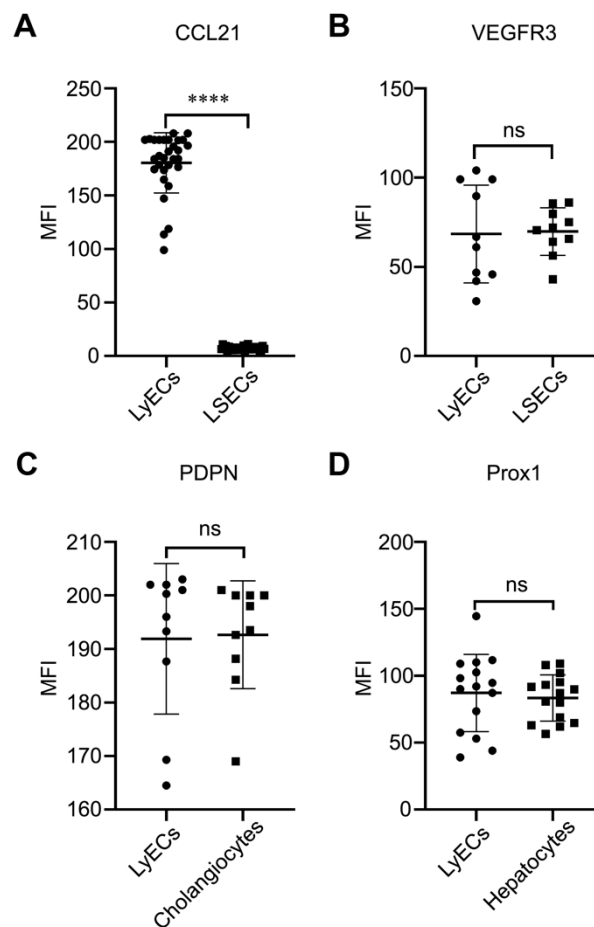 A
CCL21
MFI
250
200
150
100
50
0
****
LyECs
LSECs
B
VEGFR3
MFI
150
100
50
0
ns
LyECs
LSECs
C
PDPN
MFI
210
200
190
180
170
160
ns
LyECs
Cholangiocytes
D
Prox1
MFI
200
150
100
50
0
ns
LyECs
Hepatocytes